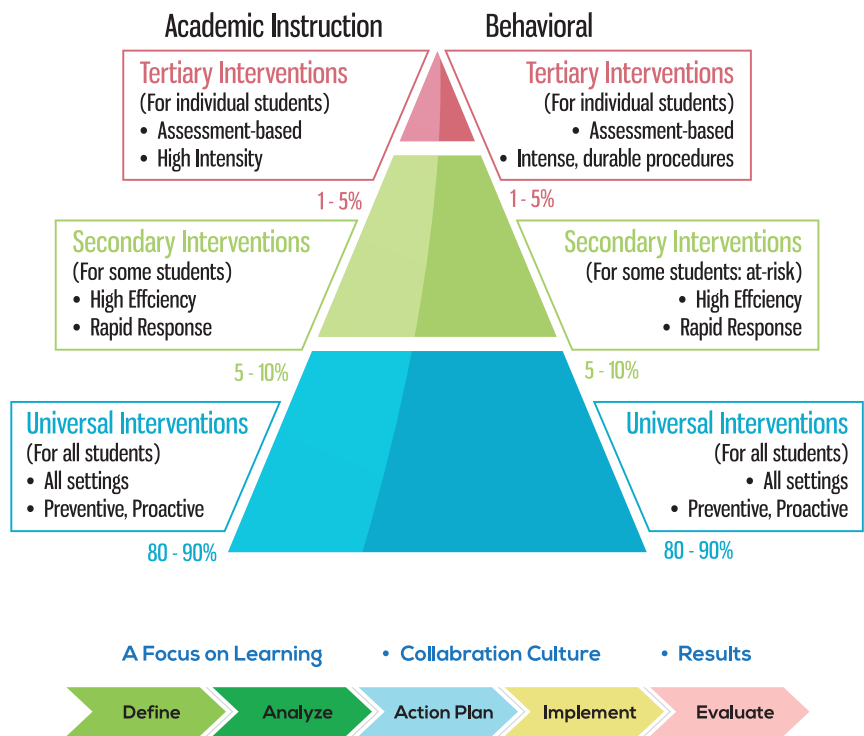 Academic Instruction
Behavioral
Tertiary Interventions
(For individual students)
• Assessment-based
• High Intensity
1 - 5%
Tertiary Interventions
(For individual students)
• Assessment-based
• Intense, durable procedures
1 - 5%
Secondary Interventions
(For some students)
• High Effciency
• Rapid Response
5 - 10%
Secondary Interventions
(For some students: at-risk)
• High Effciency
• Rapid Response
5 - 10%
Universal Interventions
(For all students)
• All settings
• Preventive, Proactive
80 - 90%
Universal Interventions
(For all students)
• All settings
• Preventive, Proactive
80 - 90%
A Focus on Learning • Collabration Culture • Results
Define
Analyze
Action Plan
Implement
Evaluate